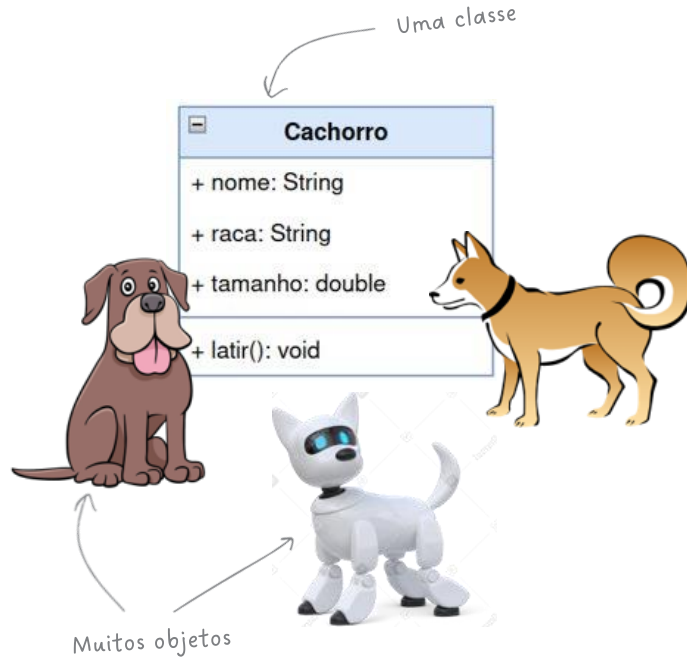 Uma classe
Cachorro
+ nome: String
+ raca: String
+ tamanho: double
+ latir(): void
Muitos objetos